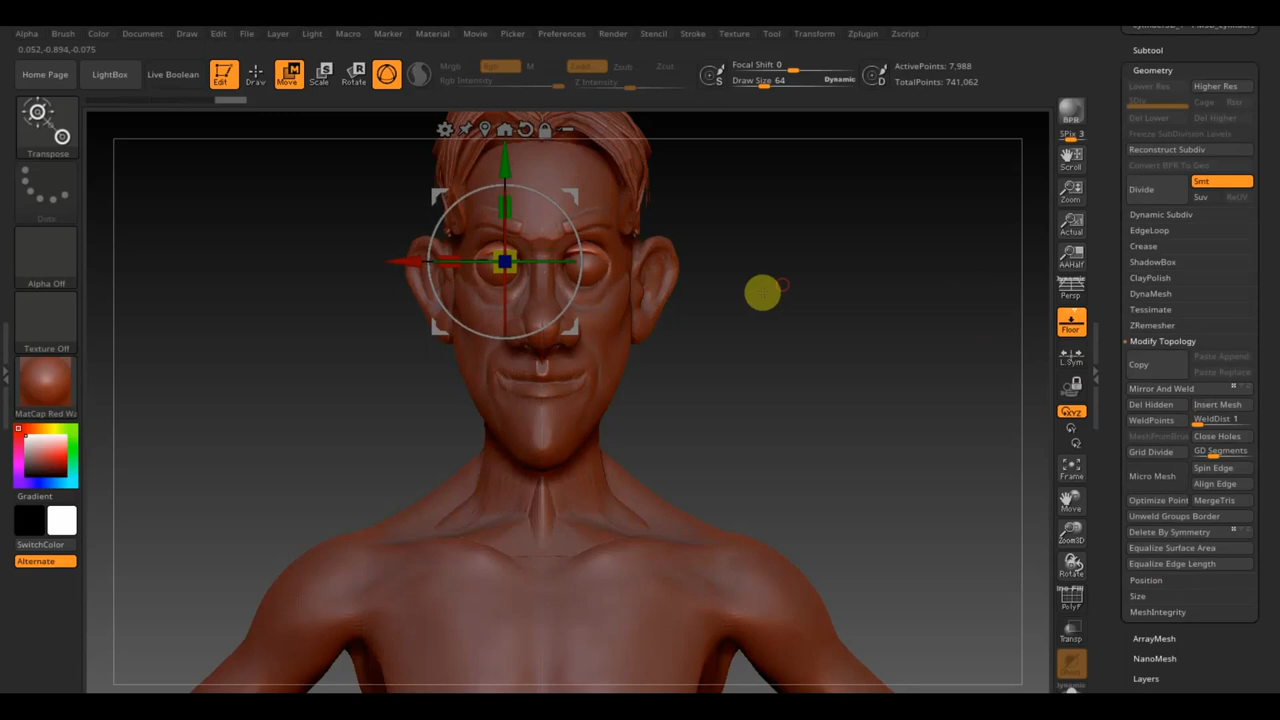 Alpha Brush Color Document Draw Edit File Layer Light Macro Marker Material Movie Picker Preferences Render Stencil Stroke Texture Tool Transform Zplugin Zscript
0.052,-0.894,-0.075
Home Page LightBox Live Boolean Edit Draw Move Scale Rotate
Mrgb Rgb M Zadd Zsub Zcut
Rgb Intensity Z Intensity
Focal Shift 0
Draw Size 64 Dynamic
S
D
ActivePoints: 7,988
TotalPoints: 741,062
Transpose
Dots
Alpha Off
Texture Off
MatCap Red Wa
Gradient
SwitchColor
Alternate
BPR
SPix 3
Scroll
Zoom
Actual
AAHalf
Dynamic
Persp
Floor
L.Sym
XYZ
Frame
Move
Zoom3D
Rotate
PolyF
Transp
Subtool
Geometry
Lower Res Higher Res
SDiv Cage Rstr
Del Lower Del Higher
Freeze SubDivision Levels
Reconstruct Subdiv
Convert BPR To Geo
Divide Smt
Suv ReUV
Dynamic Subdiv
EdgeLoop
Crease
ShadowBox
ClayPolish
DynaMesh
Tessimate
ZRemesher
Modify Topology
Copy Paste Append
Paste Replace
Mirror And Weld
Del Hidden Insert Mesh
WeldPoints WeldDist 1
MeshFromBrus Close Holes
Grid Divide GD Segments
Micro Mesh Spin Edge
Align Edge
Optimize Point MergeTris
Unweld Groups Border
Delete By Symmetry
Equalize Surface Area
Equalize Edge Length
Position
Size
MeshIntegrity
ArrayMesh
NanoMesh
Layers